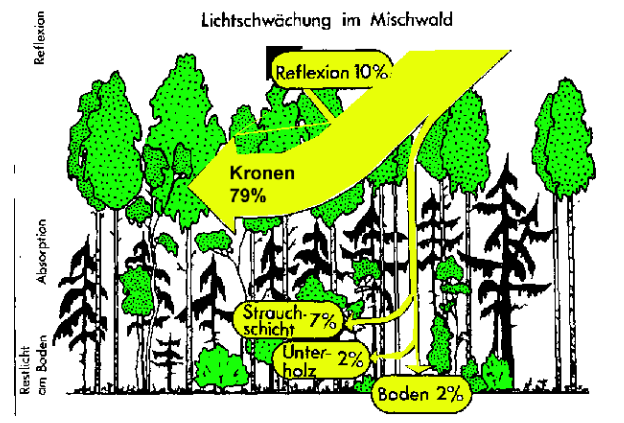 Lichtschwächung im Mischwald
Reflexion
Reflexion 10%
Kronen
79%
Absorption
Strauch-
schicht 7%
Unter-
holz 2%
Restlicht
am Boden
Boden 2%